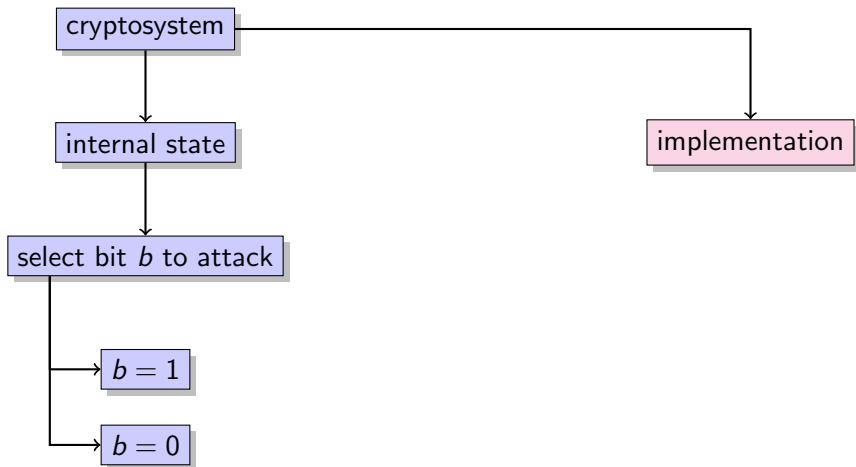 cryptosystem
internal state
implementation
select bit b to attack
b = 1
b = 0